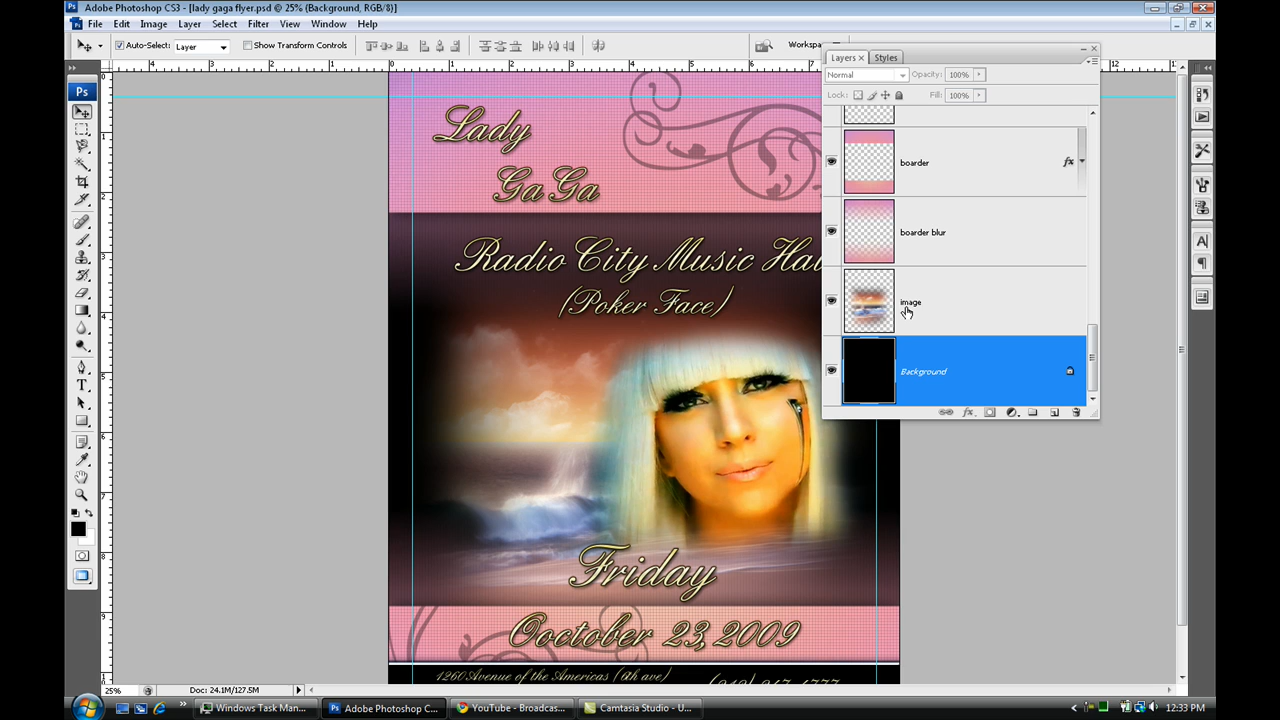 Adobe Photoshop CS3 - [lady gaga flyer.psd @ 25% (Background, RGB/8)]
File Edit Image Layer Select Filter View Window Help
Auto-Select: Layer Show Transform Controls
Layers Styles
Normal Opacity: 100%
Lock: Fill: 100%
boarder
fx
boarder blur
image
Background
Ps
Lady
GaGa
Radio City Music Hal
(Poker Face)
Friday
Ooctober 23, 2009
1260 Avenue of the Americas (6th ave)
25% Doc: 24.1M/127.5M
Windows Task Man... Adobe Photoshop C... YouTube - Broadcas... Camtasia Studio - U... 12:33 PM